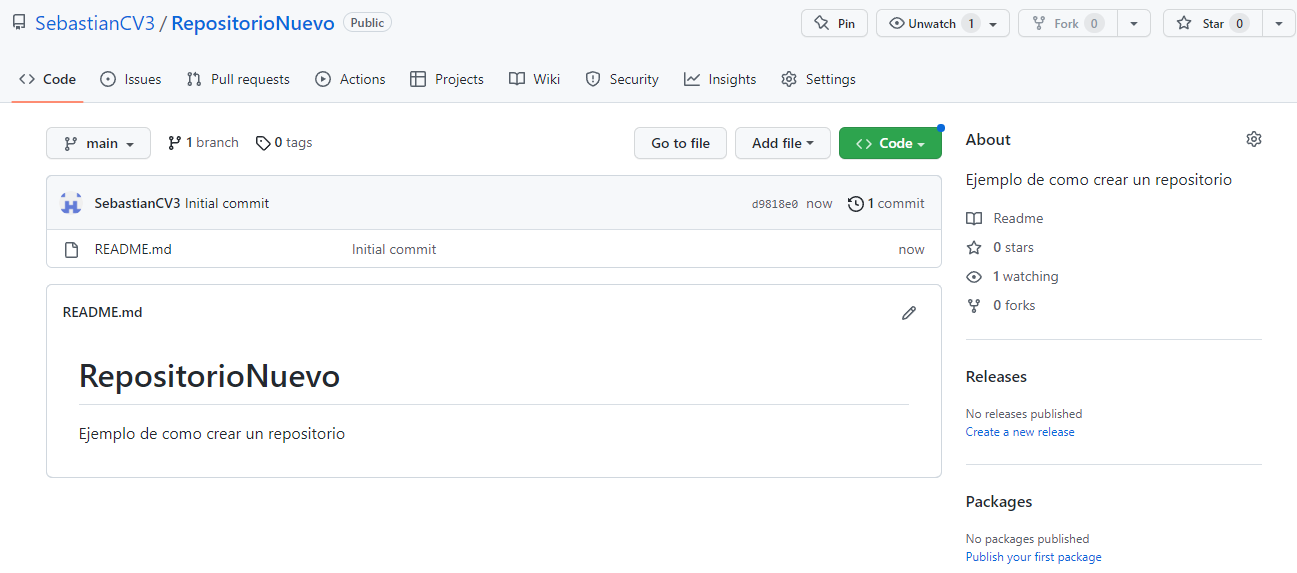 SebastianCV3 / RepositorioNuevo Public
Pin
Unwatch 1
Fork 0
Star 0
Code Issues Pull requests Actions Projects Wiki Security Insights Settings
main 1 branch 0 tags
Go to file Add file Code
SebastianCV3 Initial commit d9818e0 now 1 commit
README.md Initial commit now
README.md
RepositorioNuevo
Ejemplo de como crear un repositorio
About
Ejemplo de como crear un repositorio
Readme
0 stars
1 watching
0 forks
Releases
No releases published
Create a new release
Packages
No packages published
Publish your first package